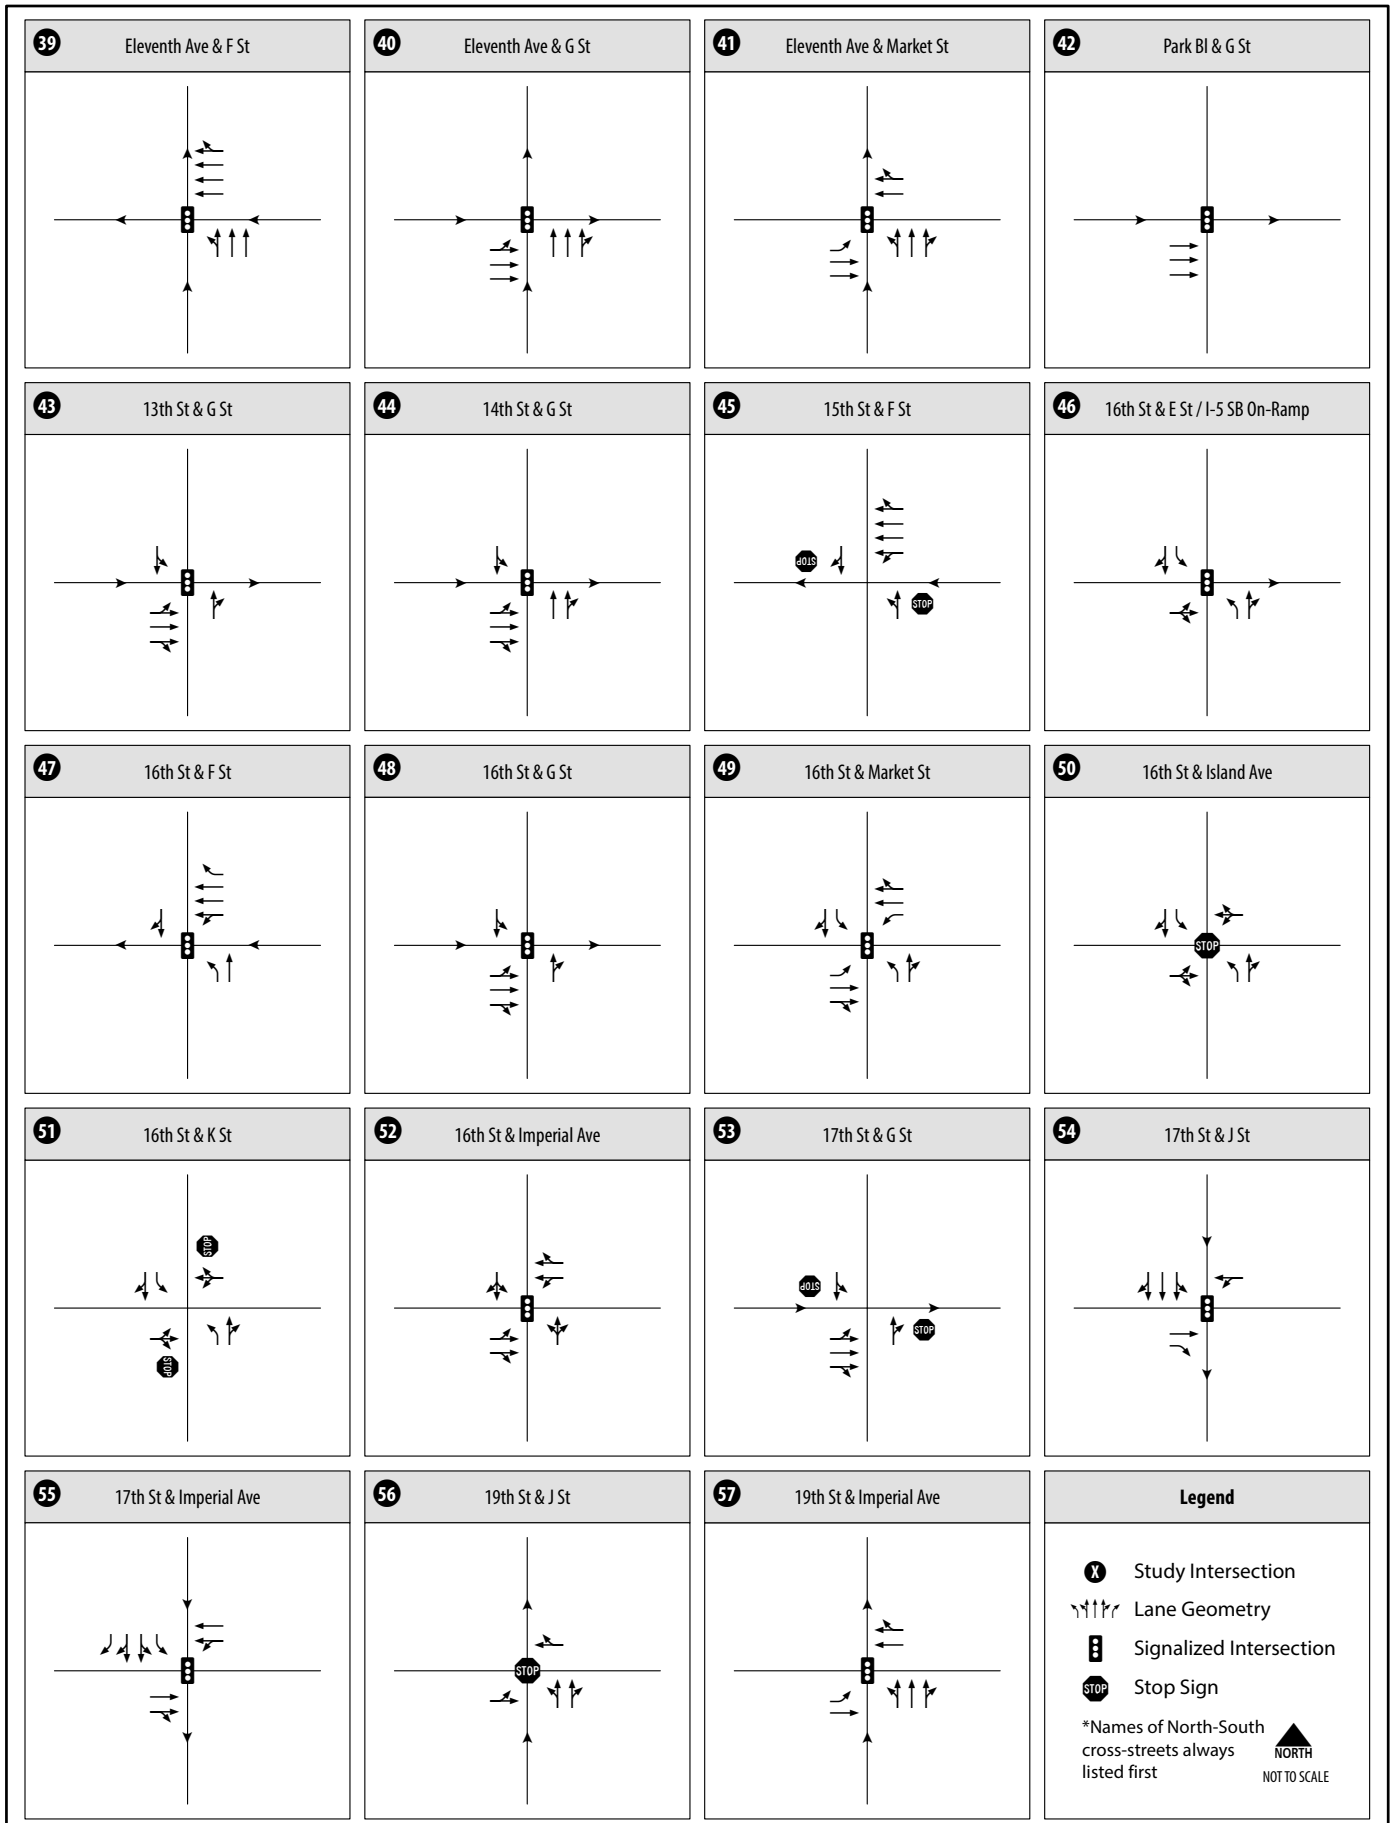 39 Eleventh Ave & F St
40 Eleventh Ave & G St
41 Eleventh Ave & Market St
42 Park Bl & G St
43 13th St & G St
44 14th St & G St
45 15th St & F St
STOP
STOP
46 16th St & E St / I-5 SB On-Ramp
47 16th St & F St
48 16th St & G St
49 16th St & Market St
50 16th St & Island Ave
STOP
51 16th St & K St
STOP
STOP
52 16th St & Imperial Ave
53 17th St & G St
STOP
STOP
54 17th St & J St
55 17th St & Imperial Ave
56 19th St & J St
STOP
57 19th St & Imperial Ave
Legend
X Study Intersection
Lane Geometry
Signalized Intersection
STOP Stop Sign
*Names of North-South
cross-streets always
listed first
NORTH
NOT TO SCALE